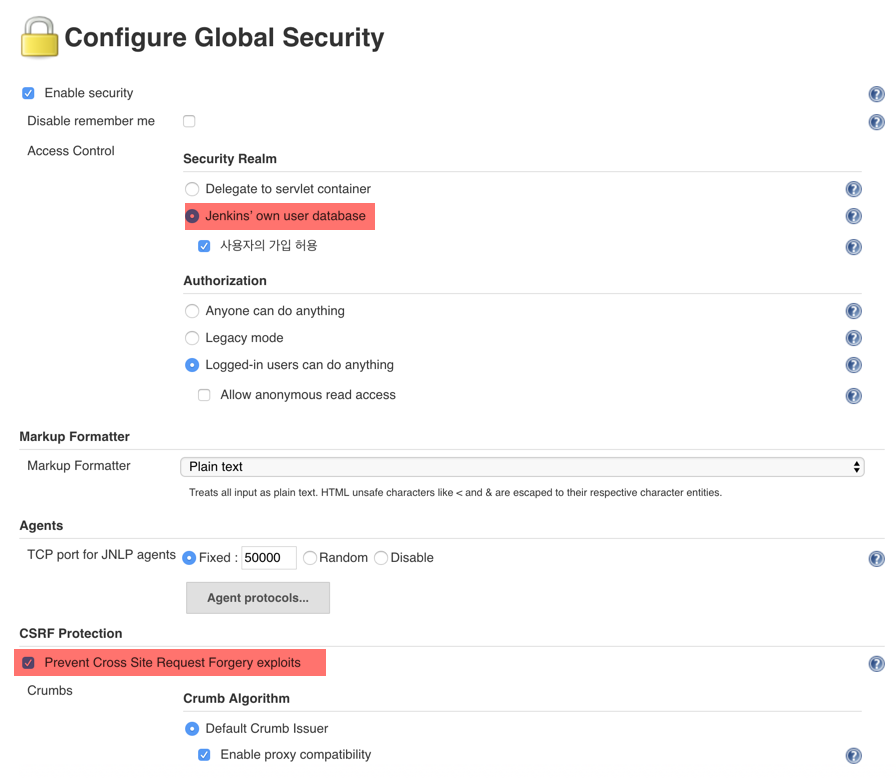 Configure Global Security
Enable security
Disable remember me
Access Control
Security Realm
Delegate to servlet container
Jenkins’ own user database
사용자의 가입 허용
Authorization
Anyone can do anything
Legacy mode
Logged-in users can do anything
Allow anonymous read access
Markup Formatter
Markup Formatter Plain text
Treats all input as plain text. HTML unsafe characters like < and & are escaped to their respective character entities.
Agents
TCP port for JNLP agents Fixed : 50000 Random Disable
Agent protocols...
CSRF Protection
Prevent Cross Site Request Forgery exploits
Crumbs
Crumb Algorithm
Default Crumb Issuer
Enable proxy compatibility